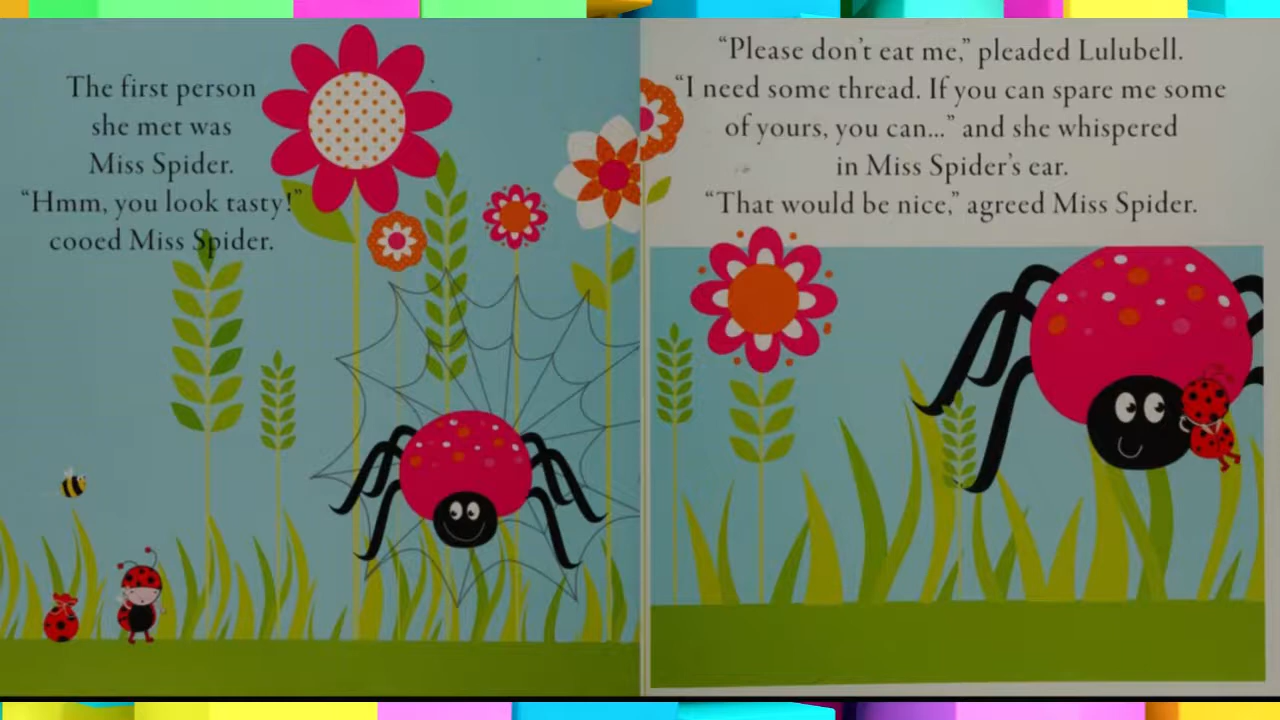 The first person
she met was
Miss Spider.
“Hmm, you look tasty!”
cooed Miss Spider.
“Please don’t eat me,” pleaded Lulubell.
“I need some thread. If you can spare me some
of yours, you can...” and she whispered
in Miss Spider’s ear.
“That would be nice,” agreed Miss Spider.